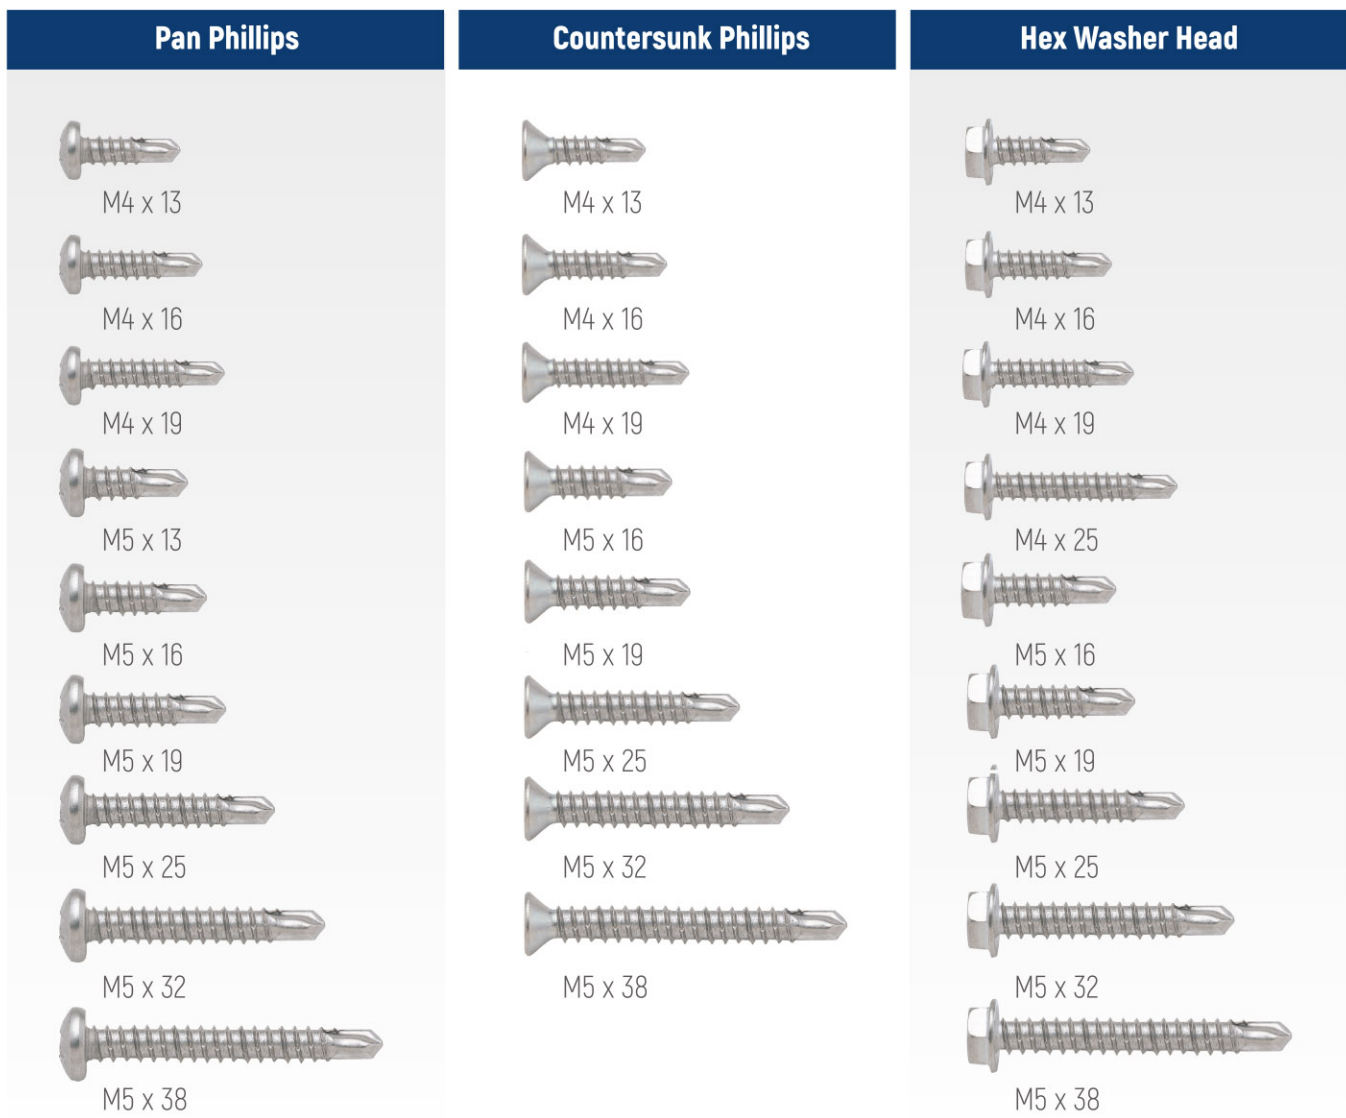 Pan Phillips
M4 x 13
M4 x 16
M4 x 19
M5 x 13
M5 x 16
M5 x 19
M5 x 25
M5 x 32
M5 x 38
Countersunk Phillips
M4 x 13
M4 x 16
M4 x 19
M5 x 16
M5 x 19
M5 x 25
M5 x 32
M5 x 38
Hex Washer Head
M4 x 13
M4 x 16
M4 x 19
M4 x 25
M5 x 16
M5 x 19
M5 x 25
M5 x 32
M5 x 38